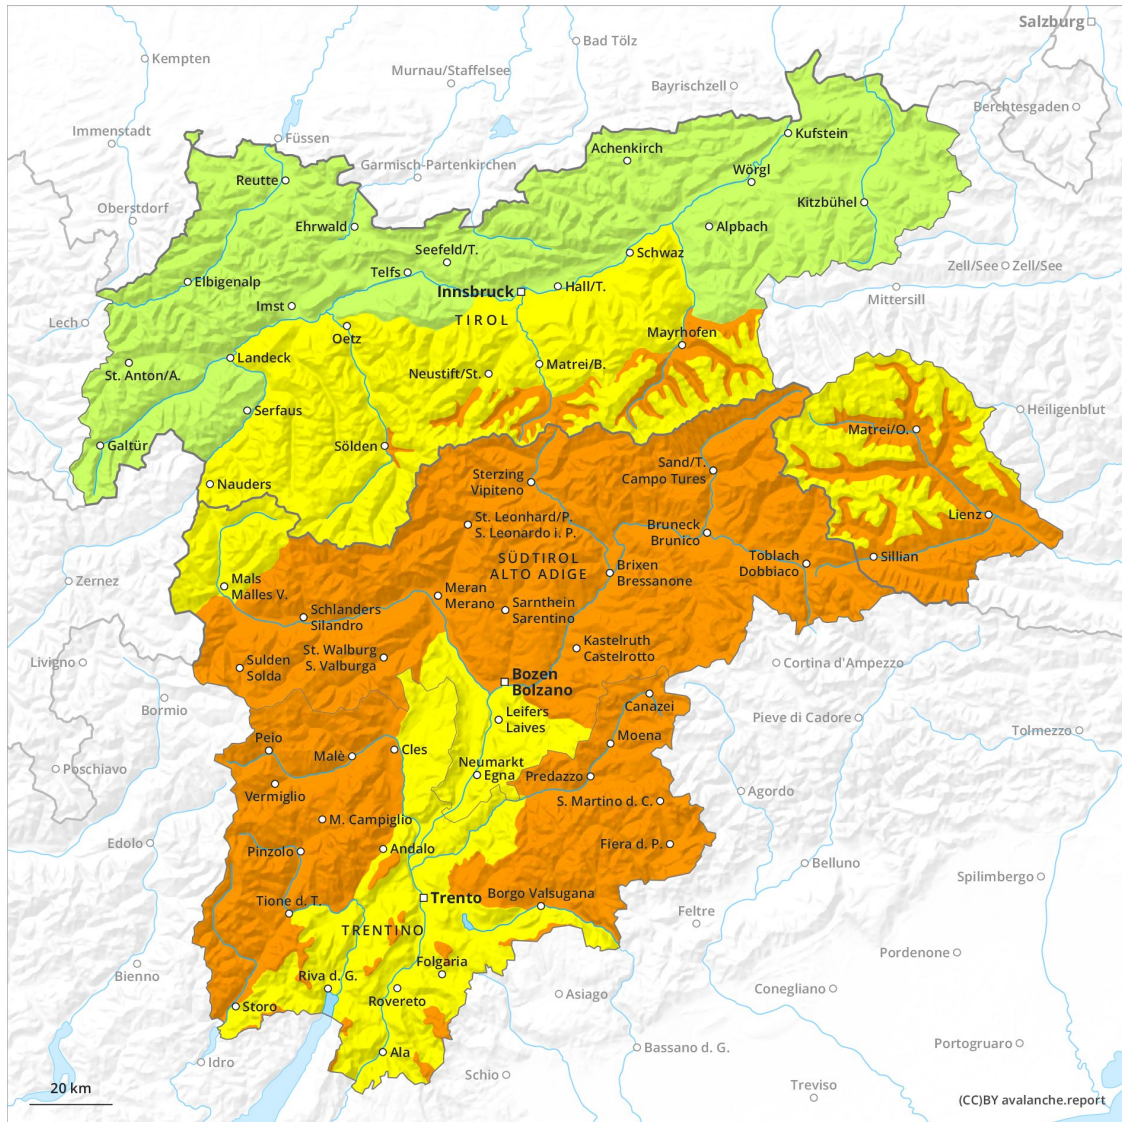 Salzburg
Bad Tölz
Kempten
Murnau/Staffelsee
Bayrischzell
Berchtesgaden
Immenstadt
Füssen
Kufstein
Achenkirch
Garmisch-Partenkirchen
Wörgl
Reutte
Oberstdorf
Kitzbühel
Ehrwald
Alpbach
Seefeld/T.
Schwaz
Telfs
Zell/See
Zell/See
Elbigenalp
Innsbruck
Hall/T.
Mittersill
Imst
Lech
TIROL
Oetz
Mayrhofen
Landeck
St. Anton/A.
Neustift/St.
Matrei/B.
Serfaus
Heiligenblut
Matrei/O.
Galtür
Sölden
Sterzing
Vipiteno
Sand/T.
Campo Tures
Nauders
St. Leonhard/P.
S. Leonardo i. P.
Lienz
Bruneck
Brunico
SÜDTIROL
ALTO ADIGE
Toblach
Dobbiaco
Sillian
Brixen
Bressanone
Zernez
Mals
Malles V.
Meran
Merano
Schlanders
Silandro
Sarnthein
Sarentino
Kastelruth
Castelrotto
St. Walburg
S. Valburga
Livigno
Sulden
Solda
Cortina d'Ampezzo
Bozen
Bolzano
Bormio
Canazei
Leifers
Laives
Pieve di Cadore
Tolmezzo
Peio
Malè
Cles
Moena
Poschiavo
Neumarkt
Egna
Predazzo
Vermiglio
Agordo
S. Martino d. C.
M. Campiglio
Edolo
Pinzolo
Andalo
Fiera d. P.
Belluno
Spilimbergo
Trento
Borgo Valsugana
Tione d. T.
Feltre
TRENTINO
Pordenone
Folgaria
Bienno
Riva d. G.
Conegliano
Asiago
Rovereto
Storo
Portogruaro
Bassano d. G.
Ala
Idro
Schio
Treviso
20 km
(CC)BY avalanche.report